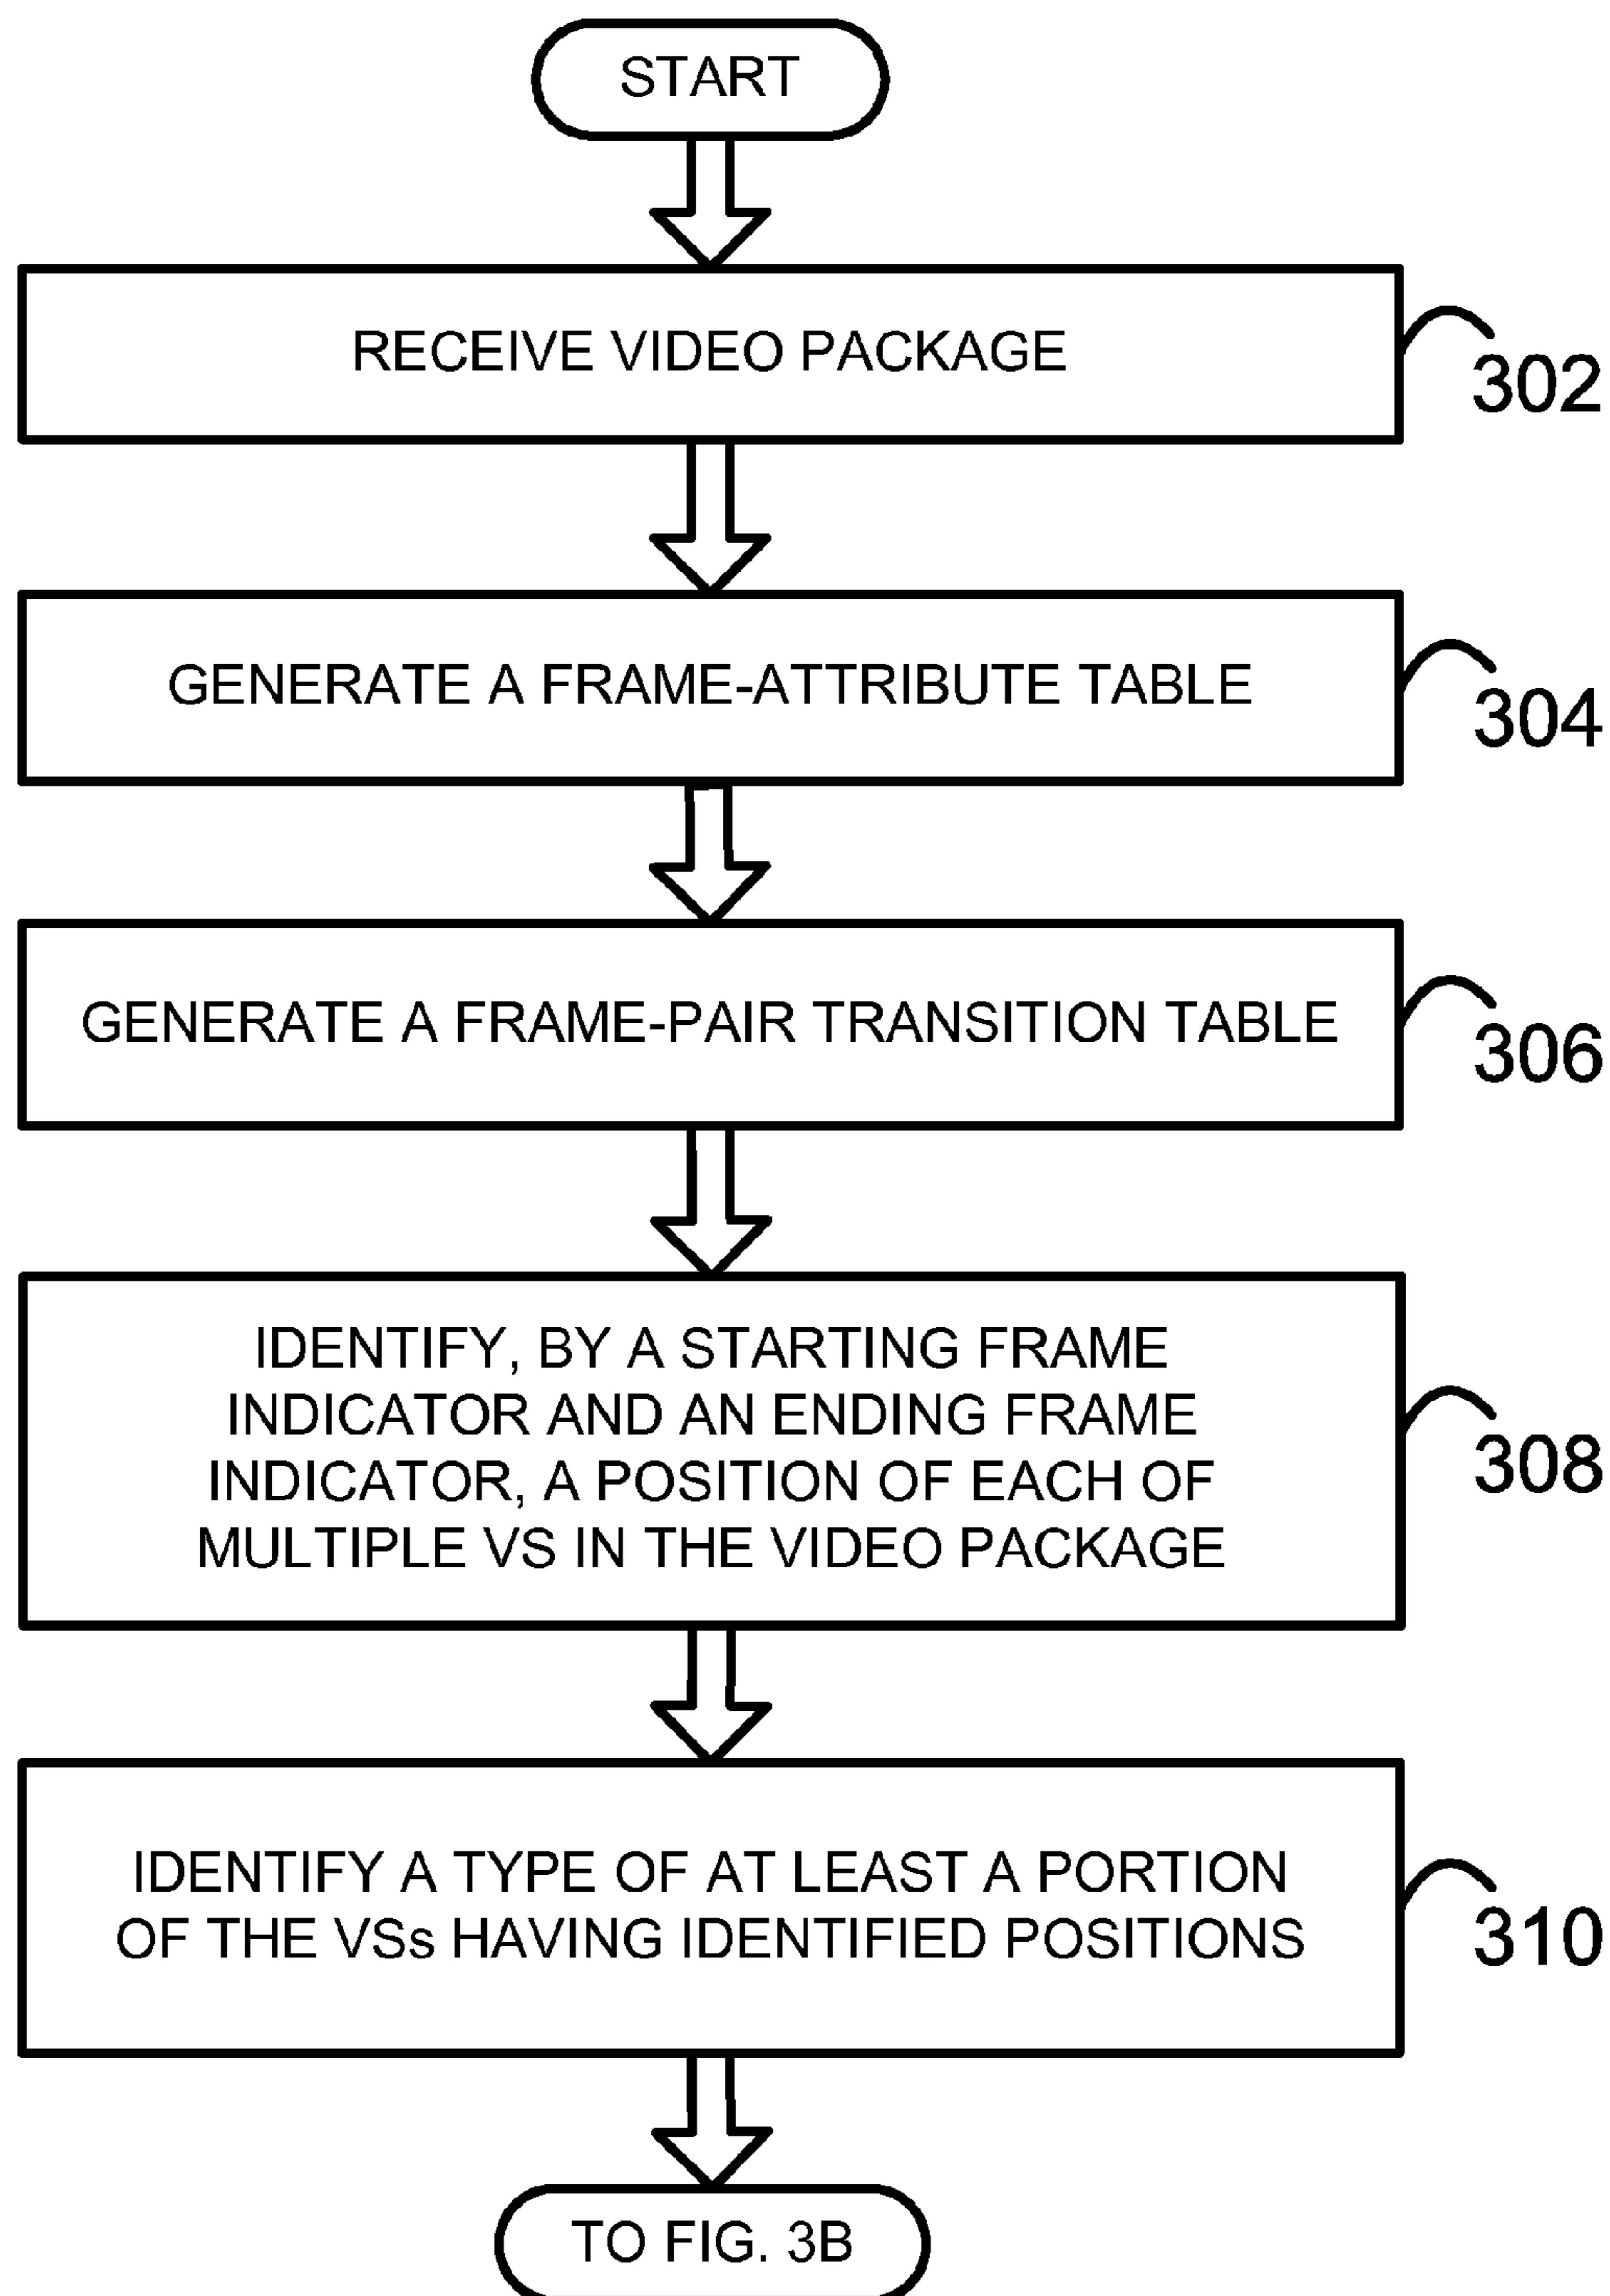 START
RECEIVE VIDEO PACKAGE
302
GENERATE A FRAME-ATTRIBUTE TABLE
304
GENERATE A FRAME-PAIR TRANSITION TABLE
306
IDENTIFY, BY A STARTING FRAME
INDICATOR AND AN ENDING FRAME
INDICATOR, A POSITION OF EACH OF
MULTIPLE VS IN THE VIDEO PACKAGE
308
IDENTIFY A TYPE OF AT LEAST A PORTION
OF THE VSs HAVING IDENTIFIED POSITIONS
310
TO FIG. 3B